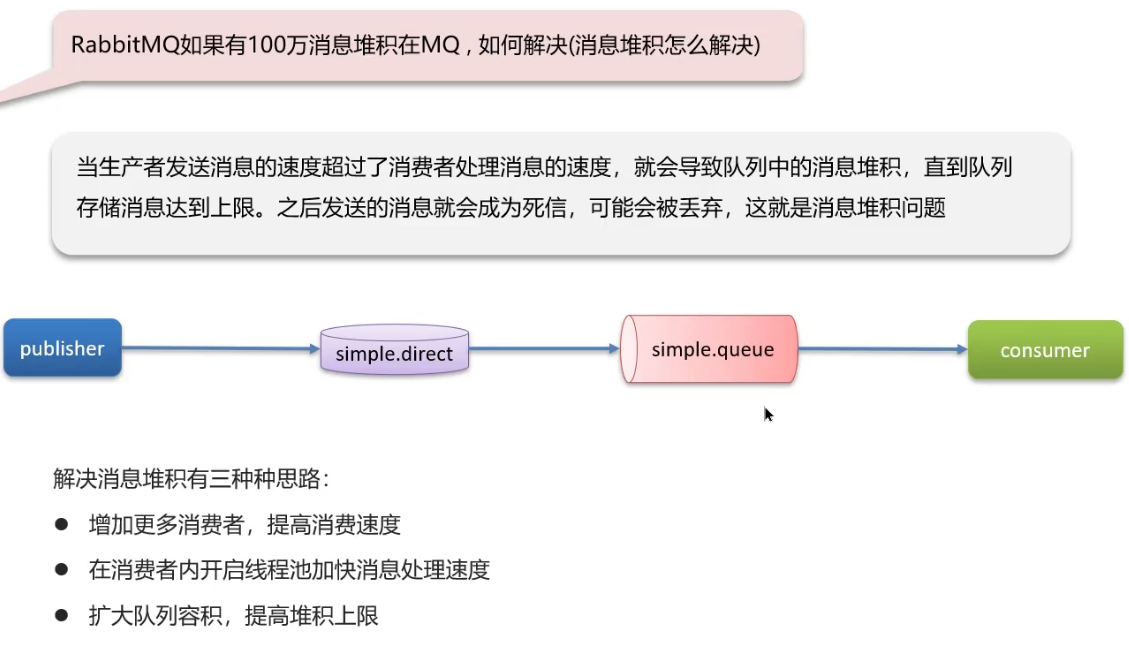 RabbitMQ如果有100万消息堆积在MQ , 如何解决(消息堆积怎么解决)
当生产者发送消息的速度超过了消费者处理消息的速度，就会导致队列中的消息堆积，直到队列
存储消息达到上限。之后发送的消息就会成为死信，可能会被丢弃，这就是消息堆积问题
publisher
simple.direct
simple.queue
consumer
解决消息堆积有三种种思路：
● 增加更多消费者，提高消费速度
● 在消费者内开启线程池加快消息处理速度
● 扩大队列容积，提高堆积上限